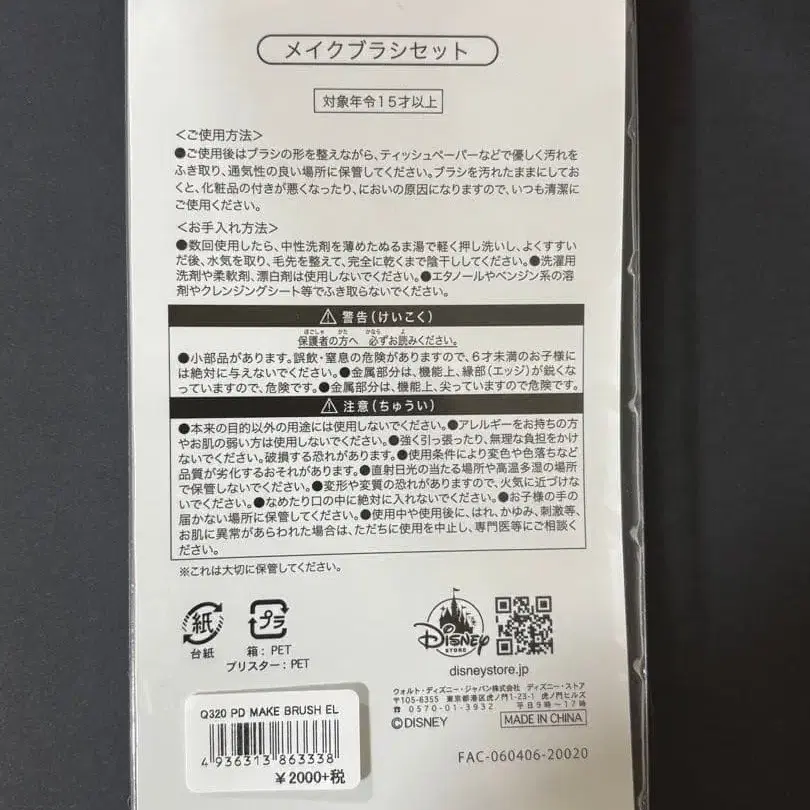 メイクブラシセット
対象年令15才以上
<ご使用方法>
●ご使用後はブラシの形を整えながら、ティッシュペーパーなどで優しく汚れを
ふき取り、通気性の良い場所に保管してください。ブラシを汚れたままにしてお
くと、化粧品の付きが悪くなったり、においの原因になりますので、いつも清潔に
ご使用ください。
<お手入れ方法>
●数回使用したら、中性洗剤を薄めたぬるま湯で軽く押し洗いし、よくすすい
だ後、水気を取り、毛先を整えて、完全に乾くまで陰干ししてください。●洗濯用
洗剤や柔軟剤、漂白剤は使用しないでください。●エタノールやベンジン系の溶
剤やクレンジングシート等でふき取らないでください。
⚠ 警告(けいこく)
ほごしゃ がた かなら よ
保護者の方へ 必ずお読みください。
●小部品があります。誤飲・窒息の危険がありますので、6才未満のお子様に
は絶対に与えないでください。●金属部分は、機能上、縁部(エッジ)が鋭くな
っていますので、危険です。●金属部分は、機能上、尖っていますので危険です。
⚠ 注意(ちゅうい)
●本来の目的以外の用途には使用しないでください。●アレルギーをお持ちの方
やお肌の弱い方は使用しないでください。●強く引っ張ったり、無理な負担をかけ
ないでください。破損する恐れがあります。●使用条件により変色や色落ちなど
品質が劣化するおそれがあります。●直射日光の当たる場所や高温多湿の場所
で保管しないでください。●変形や変質の恐れがありますので、火気に近づけな
いでください。●なめたり口の中に絶対に入れないでください。●お子様の手の
届かない場所に保管してください。●使用中や使用後に、はれ、かゆみ、刺激等、
お肌に異常があらわれた場合は、ただちに使用を中止し、専門医等にご相談く
ださい。
※これは大切に保管してください。
紙
台紙
プラ
箱:PET
ブリスター:PET
Disney
STORE
disneystore.jp
ウォルト・ディズニー・ジャパン株式会社 ディズニー・ストア
〒105-6355 東京都港区虎ノ門1-23-1 虎ノ門ヒルズ
☎ 0570-01-3932 平日9時～17時
©DISNEY MADE IN CHINA
FAC-060406-20020
Q320 PD MAKE BRUSH EL
4 936313 863338
¥2000+税